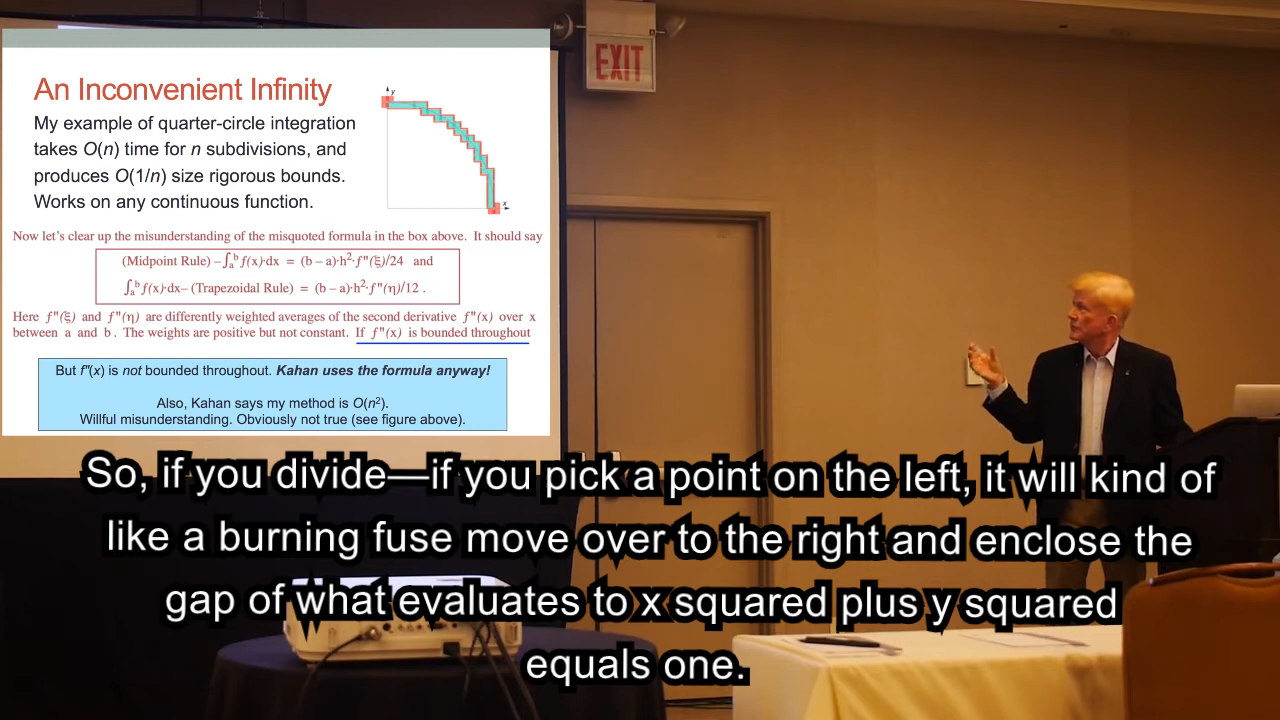 EXIT
An Inconvenient Infinity
My example of quarter-circle integration
takes O(n) time for n subdivisions, and
produces O(1/n) size rigorous bounds.
Works on any continuous function.
y
x
Now let's clear up the misunderstanding of the misquoted formula in the box above. It should say
(Midpoint Rule) – ∫ₐᵇ f(x)·dx = (b – a)·h²·f"(ξ)/24 and
∫ₐᵇ f(x)·dx– (Trapezoidal Rule) = (b – a)·h²·f"(η)/12 .
Here f"(ξ) and f"(η) are differently weighted averages of the second derivative f"(x) over x
between a and b . The weights are positive but not constant. If f"(x) is bounded throughout
But f"(x) is not bounded throughout. Kahan uses the formula anyway!
Also, Kahan says my method is O(n²).
Willful misunderstanding. Obviously not true (see figure above).
So, if you divide—if you pick a point on the left, it will kind of
like a burning fuse move over to the right and enclose the
gap of what evaluates to x squared plus y squared
equals one.